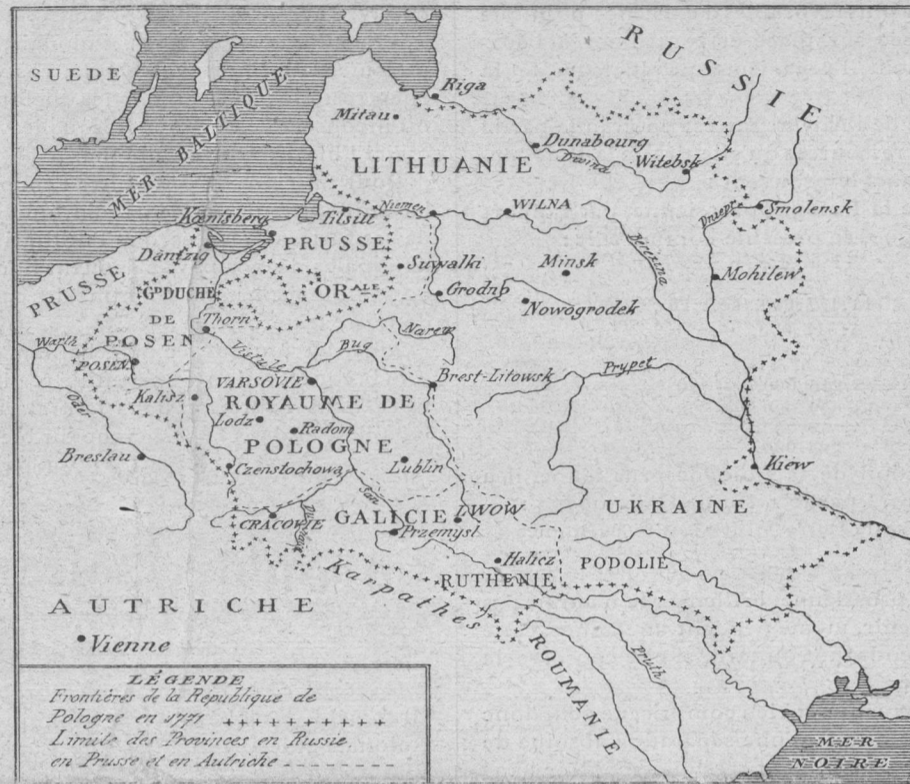 RUSSIE
SUEDE
MER BALTIQUE
Riga
Mitau
Dunabourg
Dwina
Witebsk
LITHUANIE
Niemen
WILNA
Dniepr
Smolensk
Kœnisberg
Tilsitt
PRUSSE
Dantzig
Suwalki
Minsk
Mohilew
PRUSSE
Gᴰ DUCHE
ORALE
Grodno
Nowogrodek
DE
Thorn
POSEN
Narew
Warth
Vistule
Bug
POSEN
VARSOVIE
Brest-Litowsk
Prypet
Oder
Kalisz
ROYAUME DE
Lodz
Radom
POLOGNE
Breslau
Czenstochowa
Lublin
Kiew
San
UKRAINE
CRACOVIE
GALICIE
LWOW
Przemysl
Halicz
PODOLIE
RUTHENIE
Karpathes
AUTRICHE
Vienne
ROUMANIE
Pruth
LÉGENDE
Frontières de la République de
Pologne en 1771
Limite des Provinces en Russie,
en Prusse et en Autriche
MER
NOIRE